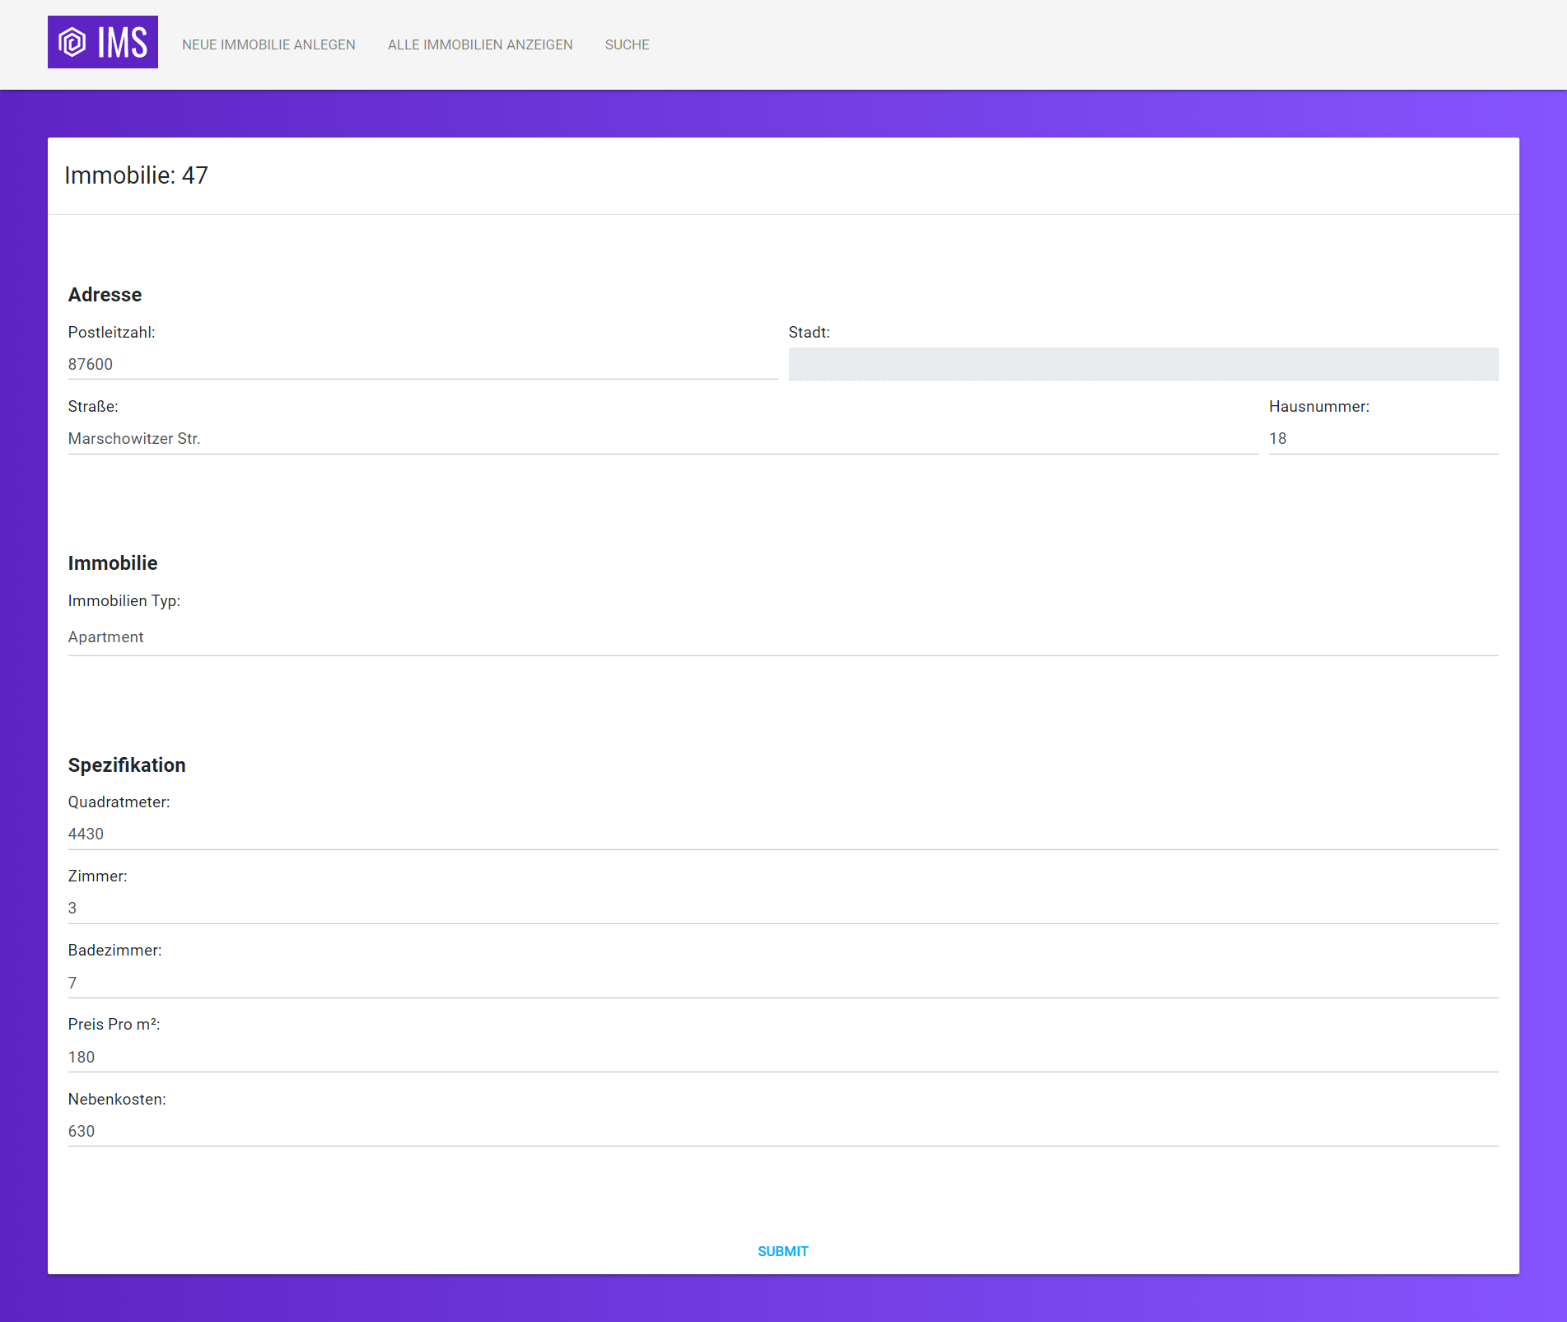 IMS NEUE IMMOBILIE ANLEGEN ALLE IMMOBILIEN ANZEIGEN SUCHE
Immobilie: 47
Adresse
Postleitzahl: Stadt:
87600
Straße: Hausnummer:
Marschowitzer Str. 18
Immobilie
Immobilien Typ:
Apartment
Spezifikation
Quadratmeter:
4430
Zimmer:
3
Badezimmer:
7
Preis Pro m²:
180
Nebenkosten:
630
SUBMIT